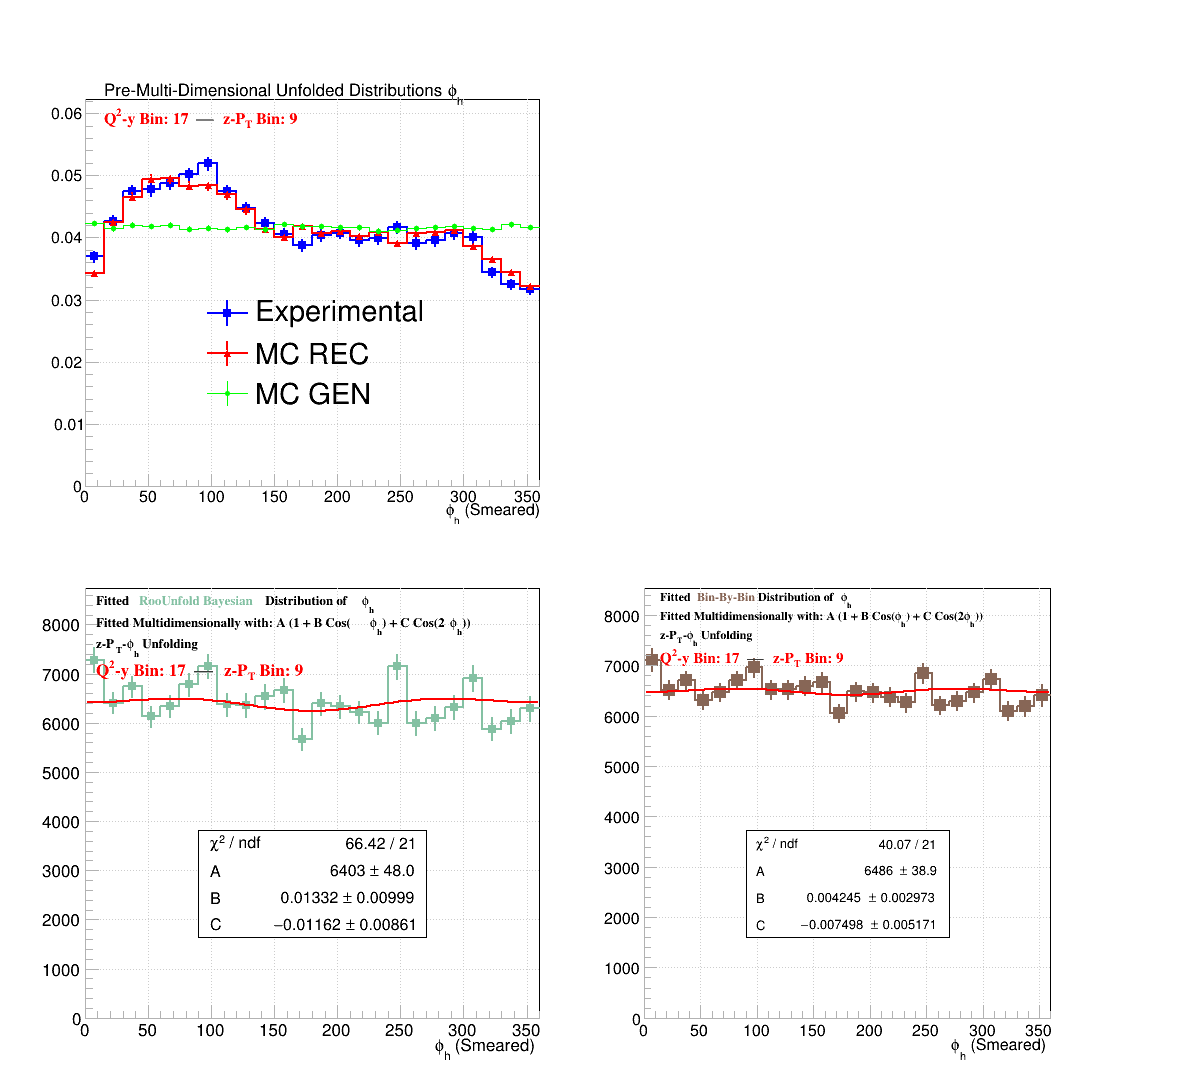 Pre-Multi-Dimensional Unfolded Distributions ϕh
Q2-y Bin: 17 — z-PT Bin: 9
0.06
0.05
0.04
0.03
0.02
0.01
0
Experimental
MC REC
MC GEN
0 50 100 150 200 250 300 350
ϕh (Smeared)
Fitted RooUnfold Bayesian Distribution of ϕh
Fitted Multidimensionally with: A (1 + B Cos( ϕh) + C Cos(2 ϕh))
z-PT-ϕh Unfolding
Q2-y Bin: 17 — z-PT Bin: 9
8000
7000
6000
5000
4000
3000
2000
1000
0
χ2 / ndf 66.42 / 21
A 6403 ± 48.0
B 0.01332 ± 0.00999
C −0.01162 ± 0.00861
0 50 100 150 200 250 300 350
ϕh (Smeared)
Fitted Bin-By-Bin Distribution of ϕh
Fitted Multidimensionally with: A (1 + B Cos(ϕh) + C Cos(2ϕh))
z-PT-ϕh Unfolding
Q2-y Bin: 17 — z-PT Bin: 9
8000
7000
6000
5000
4000
3000
2000
1000
0
χ2 / ndf 40.07 / 21
A 6486 ± 38.9
B 0.004245 ± 0.002973
C −0.007498 ± 0.005171
0 50 100 150 200 250 300 350
ϕh (Smeared)